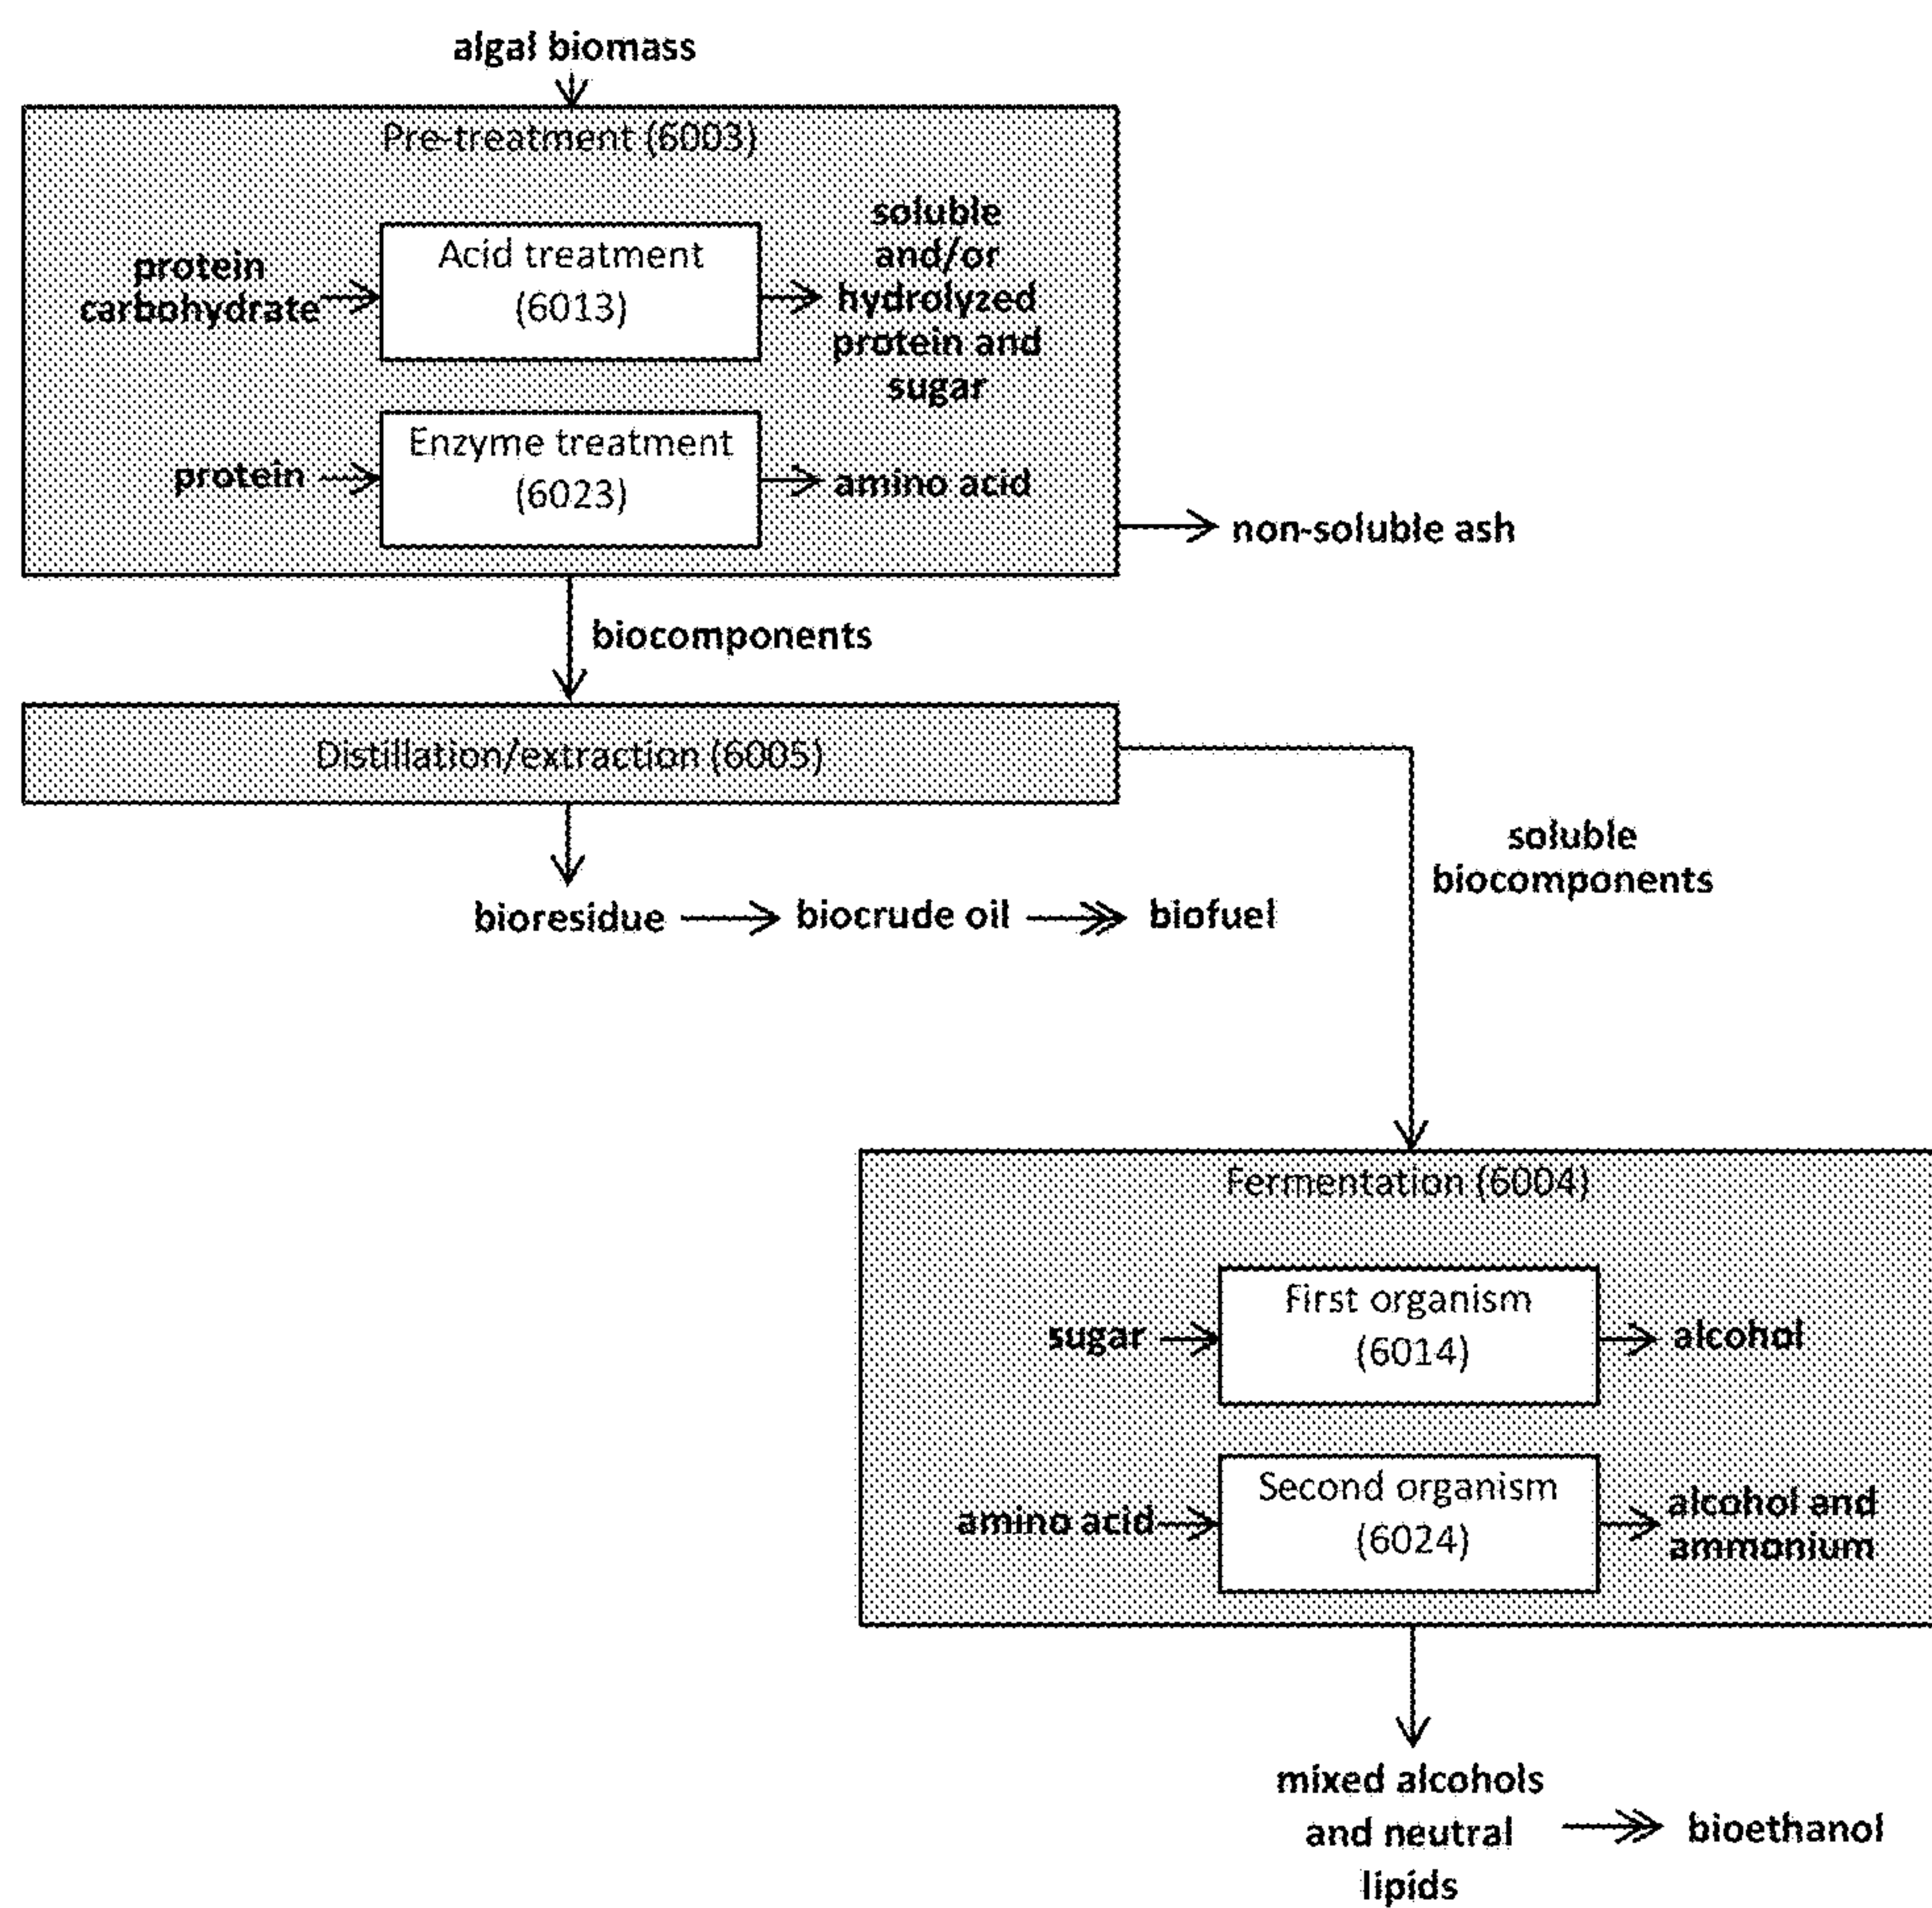 algal biomass
Pre-treatment (6003)
protein
carbohydrate
Acid treatment
(6013)
soluble
and/or
hydrolyzed
protein and
sugar
protein
Enzyme treatment
(6023)
amino acid
non-soluble ash
biocomponents
Distillation/extraction (6005)
soluble
biocomponents
bioresidue
biocrude oil
biofuel
Fermentation (6004)
sugar
First organism
(6014)
alcohol
amino acid
Second organism
(6024)
alcohol and
ammonium
mixed alcohols
and neutral
lipids
bioethanol